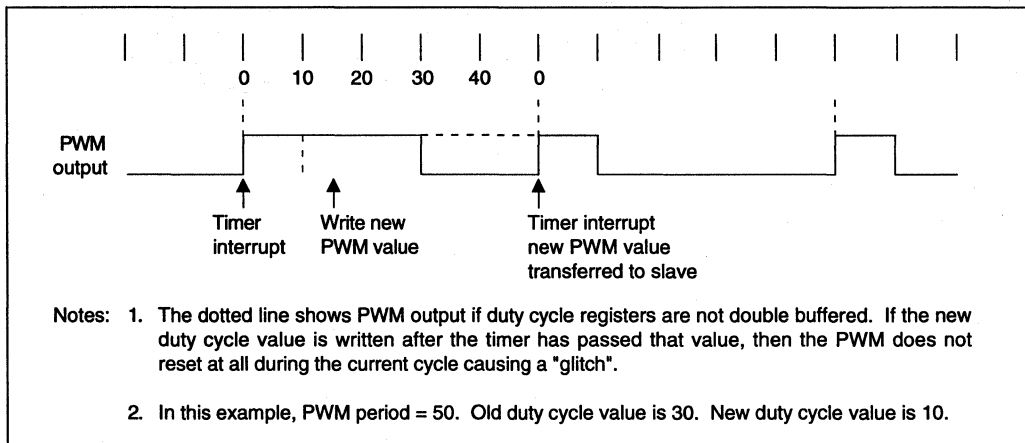 0 10 20 30 40 0
PWM
output
Timer
interrupt
Write new
PWM value
Timer interrupt
new PWM value
transferred to slave
Notes: 1. The dotted line shows PWM output if duty cycle registers are not double buffered. If the new
duty cycle value is written after the timer has passed that value, then the PWM does not
reset at all during the current cycle causing a "glitch".
2. In this example, PWM period = 50. Old duty cycle value is 30. New duty cycle value is 10.